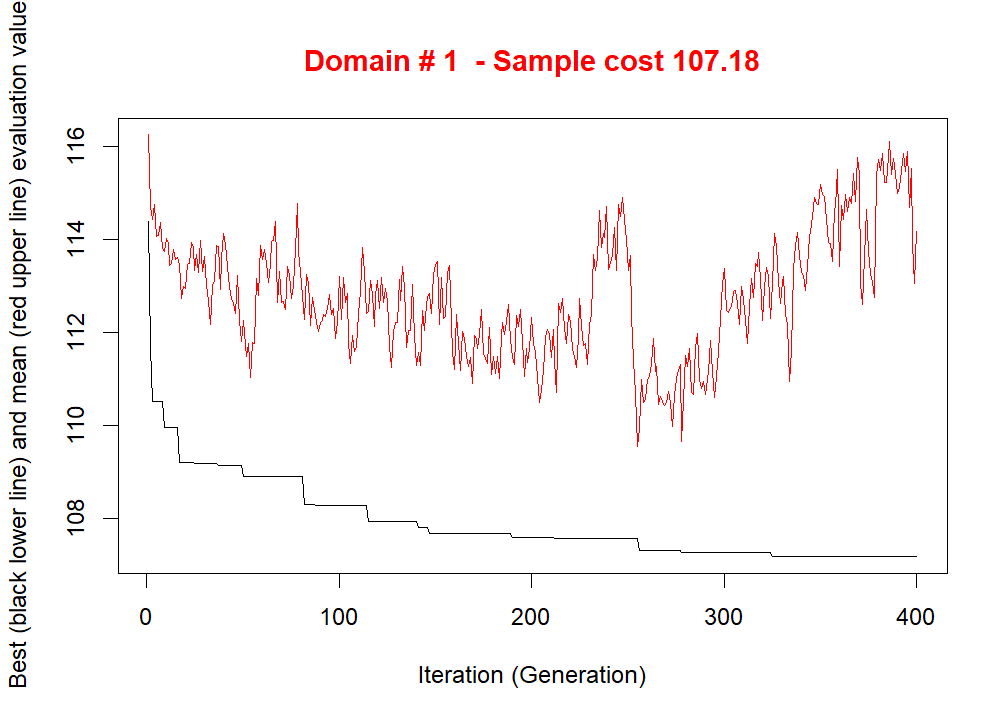 Domain # 1  - Sample cost 107.18
Best (black lower line) and mean (red upper line) evaluation value
116
114
112
110
108
0 100 200 300 400
Iteration (Generation)